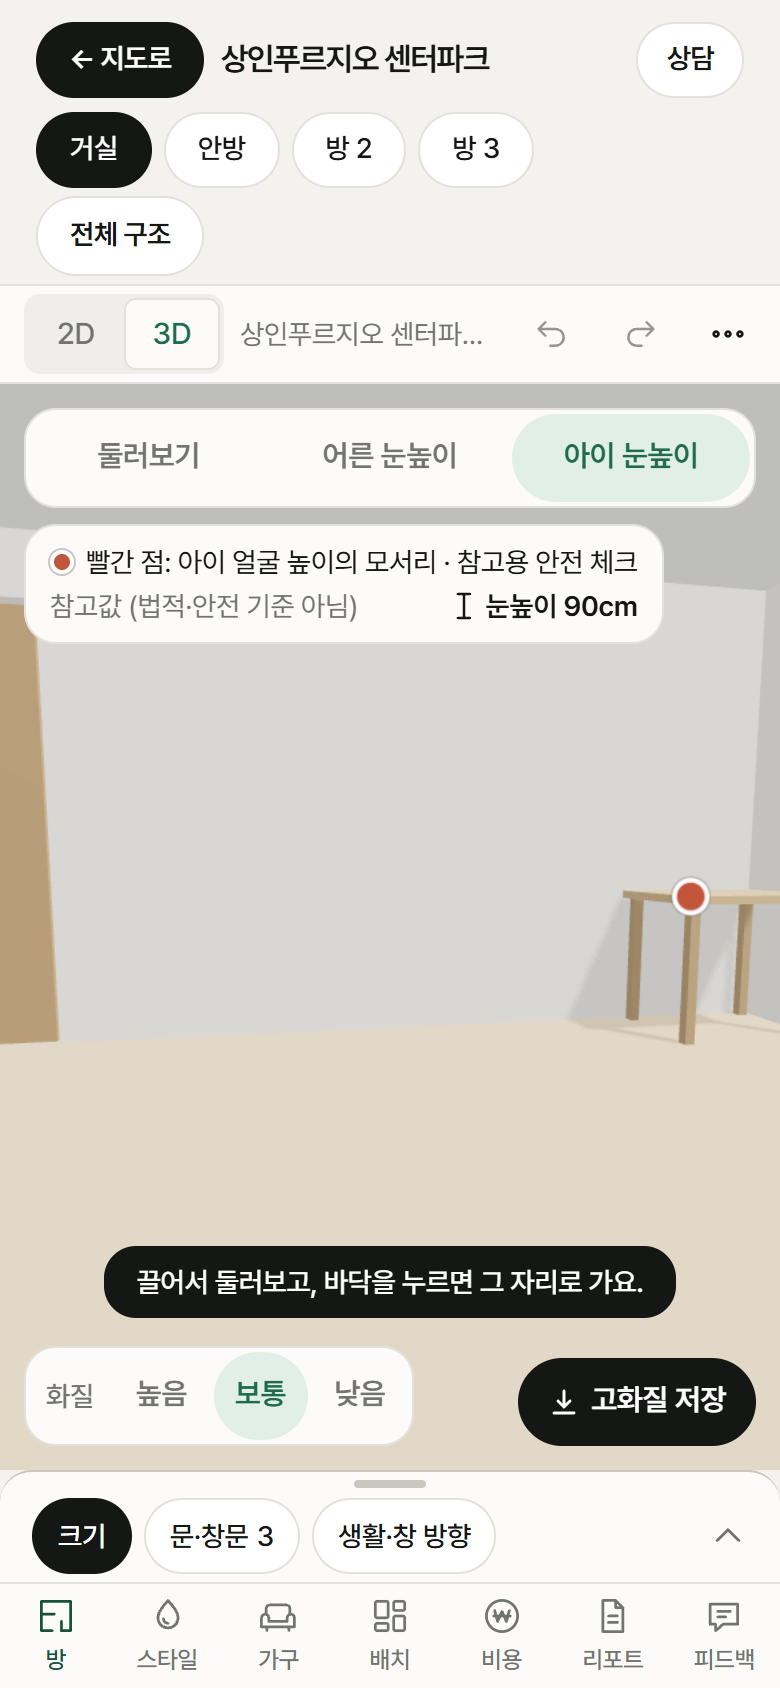 ← 지도로 상인푸르지오 센터파크 상담
거실 안방 방 2 방 3
전체 구조
2D 3D 상인푸르지오 센터파...
둘러보기 어른 눈높이 아이 눈높이
빨간 점: 아이 얼굴 높이의 모서리 · 참고용 안전 체크
참고값 (법적·안전 기준 아님) 눈높이 90cm
끌어서 둘러보고, 바닥을 누르면 그 자리로 가요.
화질 높음 보통 낮음 고화질 저장
크기 문·창문 3 생활·창 방향
방 스타일 가구 배치 비용 리포트 피드백